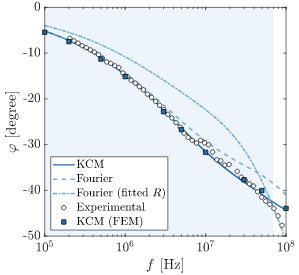 0
-10
-20
-30
-40
-50
φ [degree]
KCM
Fourier
Fourier (fitted R)
Experimental
KCM (FEM)
10^5 10^6 10^7 10^8
f [Hz]